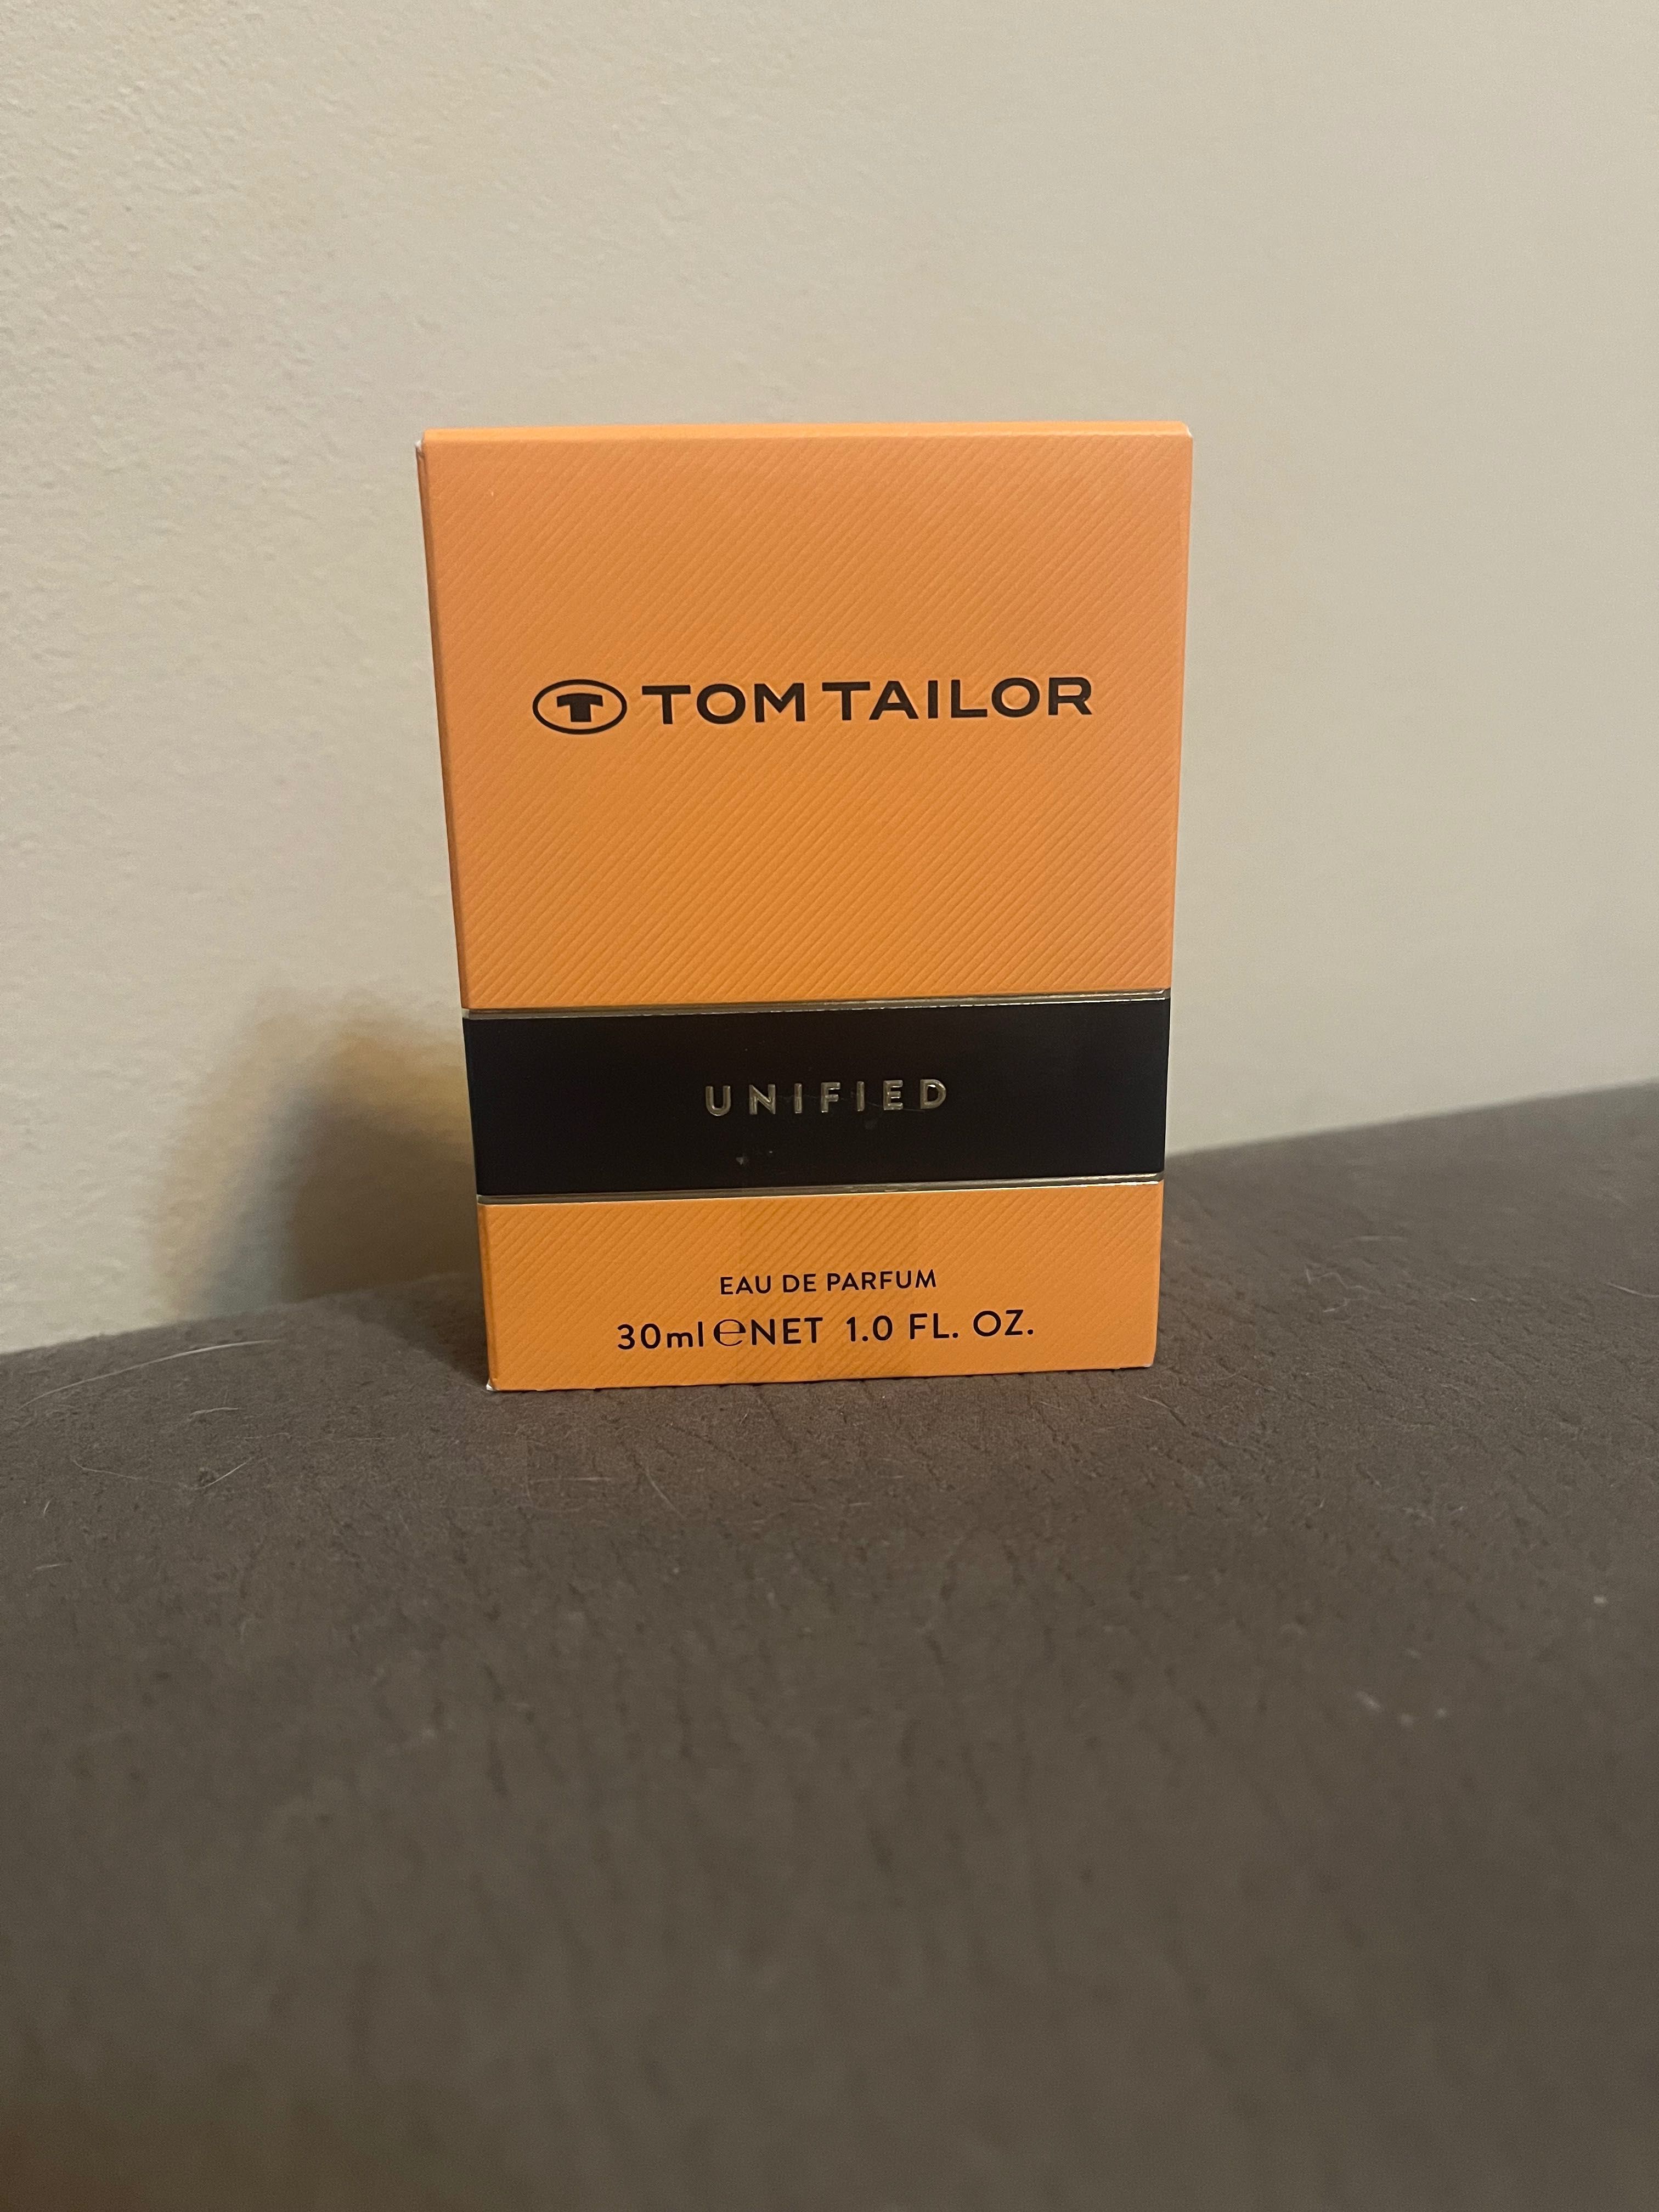 TOM TAILOR
UNIFIED
EAU DE PARFUM
30ml℮NET 1.0 FL. OZ.